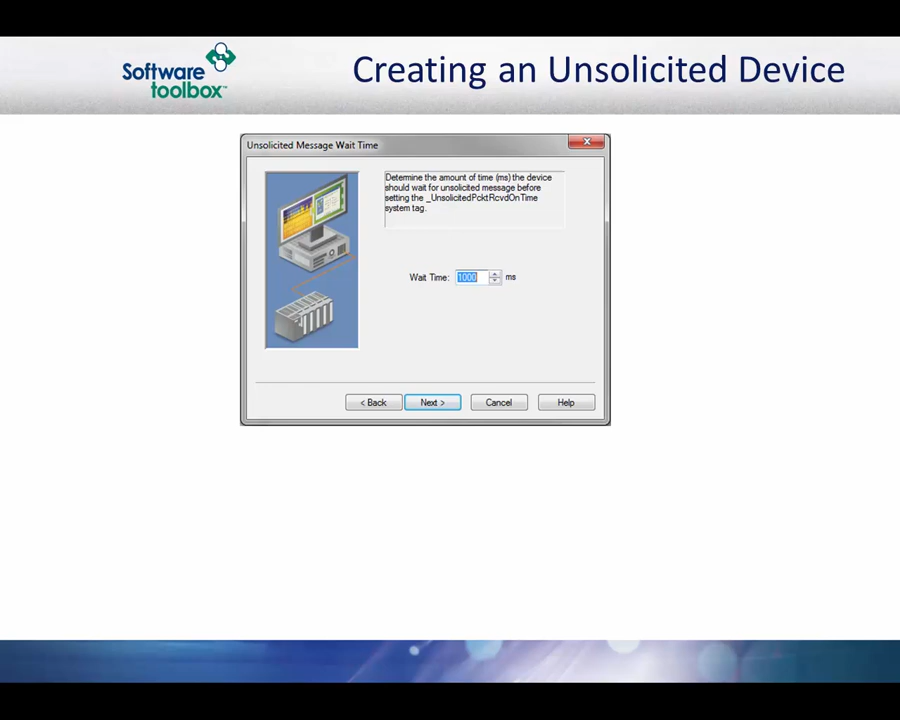 Software
toolbox™
Creating an Unsolicited Device
Unsolicited Message Wait Time
Determine the amount of time (ms) the device
should wait for unsolicited message before
setting the _UnsolicitedPcktRcvdOnTime
system tag.
Wait Time: 1000 ms
< Back Next > Cancel Help